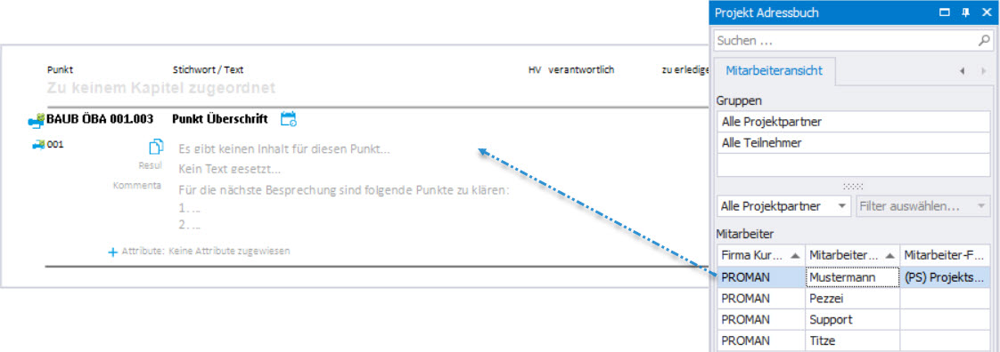 Punkt Stichwort / Text HV verantwortlich zu erledige
Zu keinem Kapitel zugeordnet
BAUB ÖBA 001.003 Punkt Überschrift
001 Es gibt keinen Inhalt für diesen Punkt...
Resul Kein Text gesetzt...
Kommenta Für die nächste Besprechung sind folgende Punkte zu klären:
1. ...
2. ...
Attribute: Keine Attribute zugewiesen
Projekt Adressbuch
Suchen ...
Mitarbeiteransicht
Gruppen
Alle Projektpartner
Alle Teilnehmer
Alle Projektpartner Filter auswählen...
Mitarbeiter
Firma Kur... Mitarbeiter... Mitarbeiter-F...
PROMAN Mustermann (PS) Projekts...
PROMAN Pezzei
PROMAN Support
PROMAN Titze